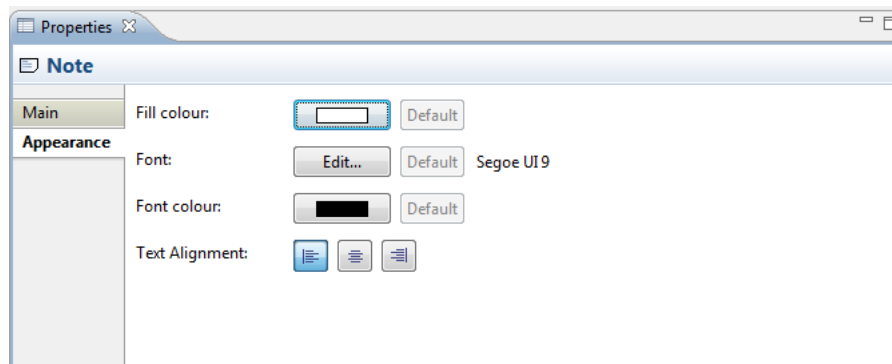 Properties
Note
Main
Appearance
Fill colour:
Default
Font:
Edit...
Default
Segoe UI 9
Font colour:
Default
Text Alignment: